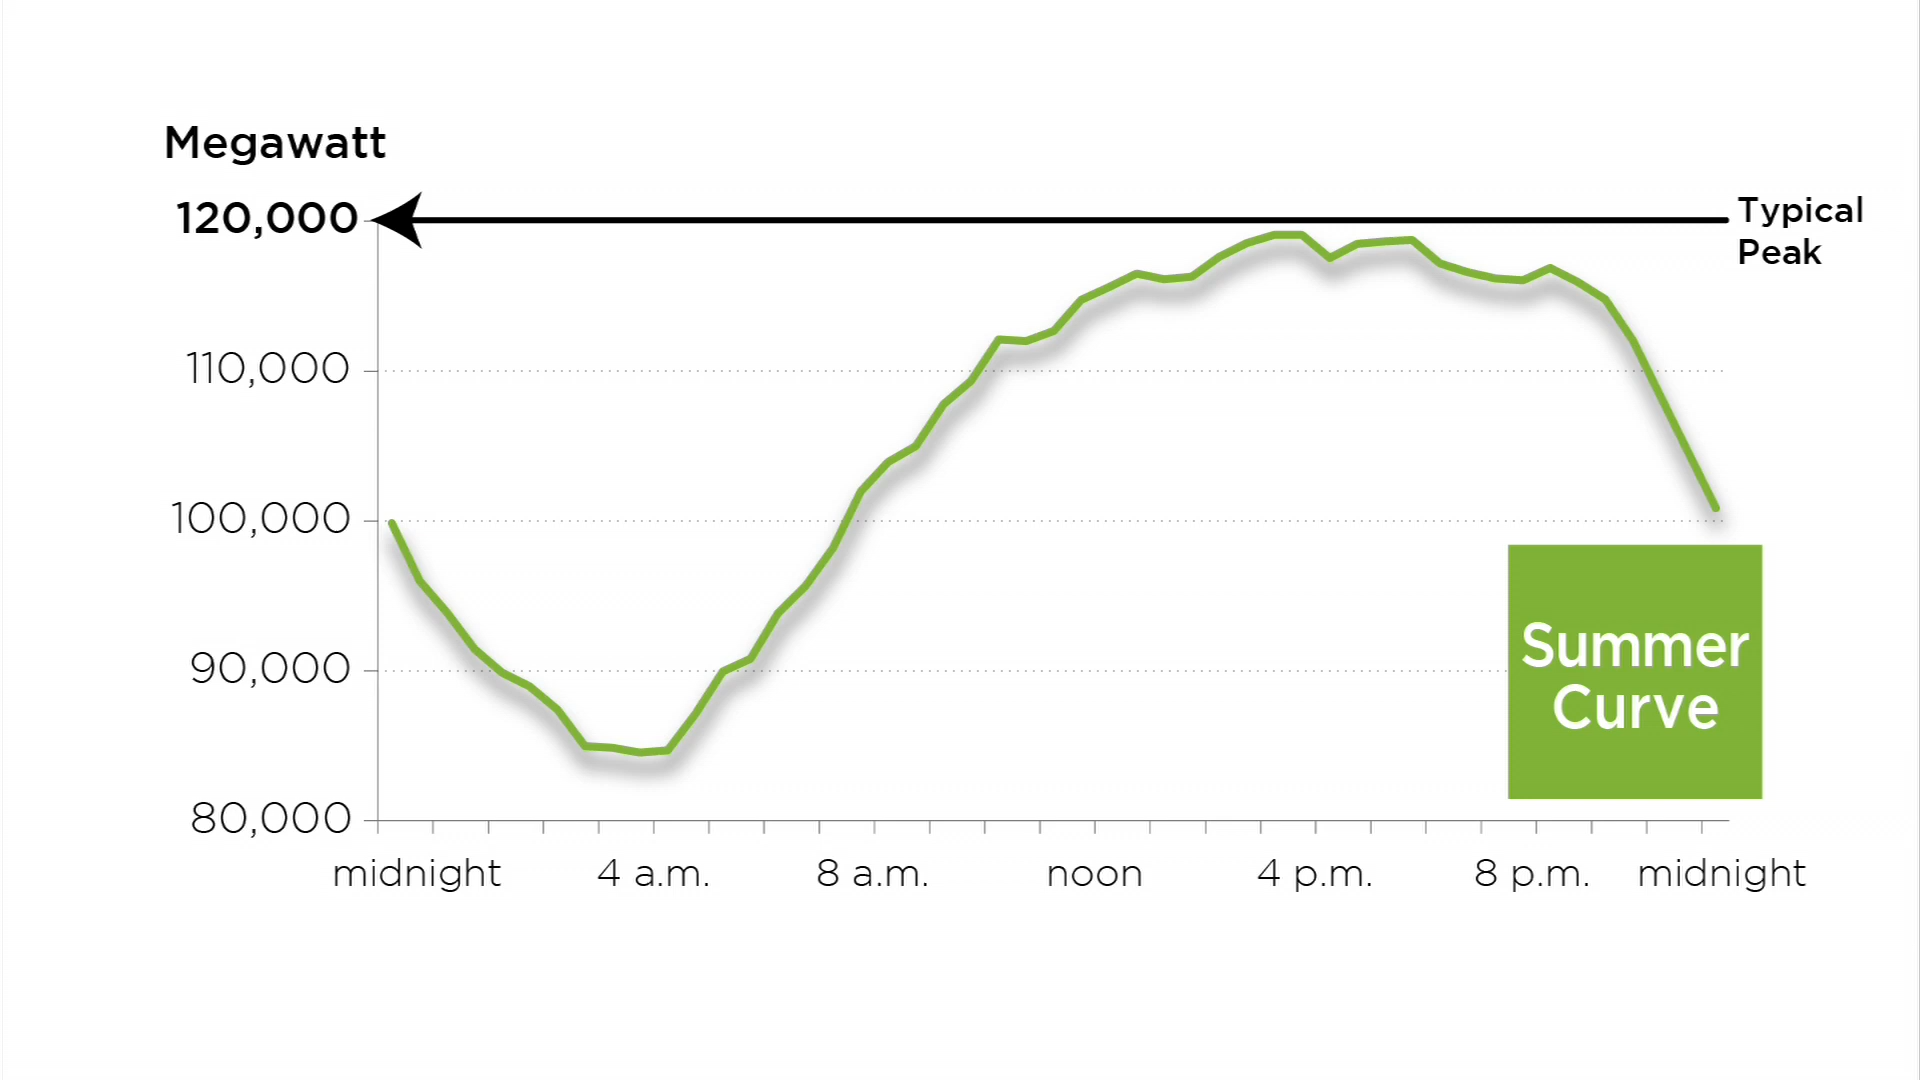 Megawatt
120,000
Typical
Peak
110,000
100,000
90,000
80,000
Summer
Curve
midnight 4 a.m. 8 a.m. noon 4 p.m. 8 p.m. midnight